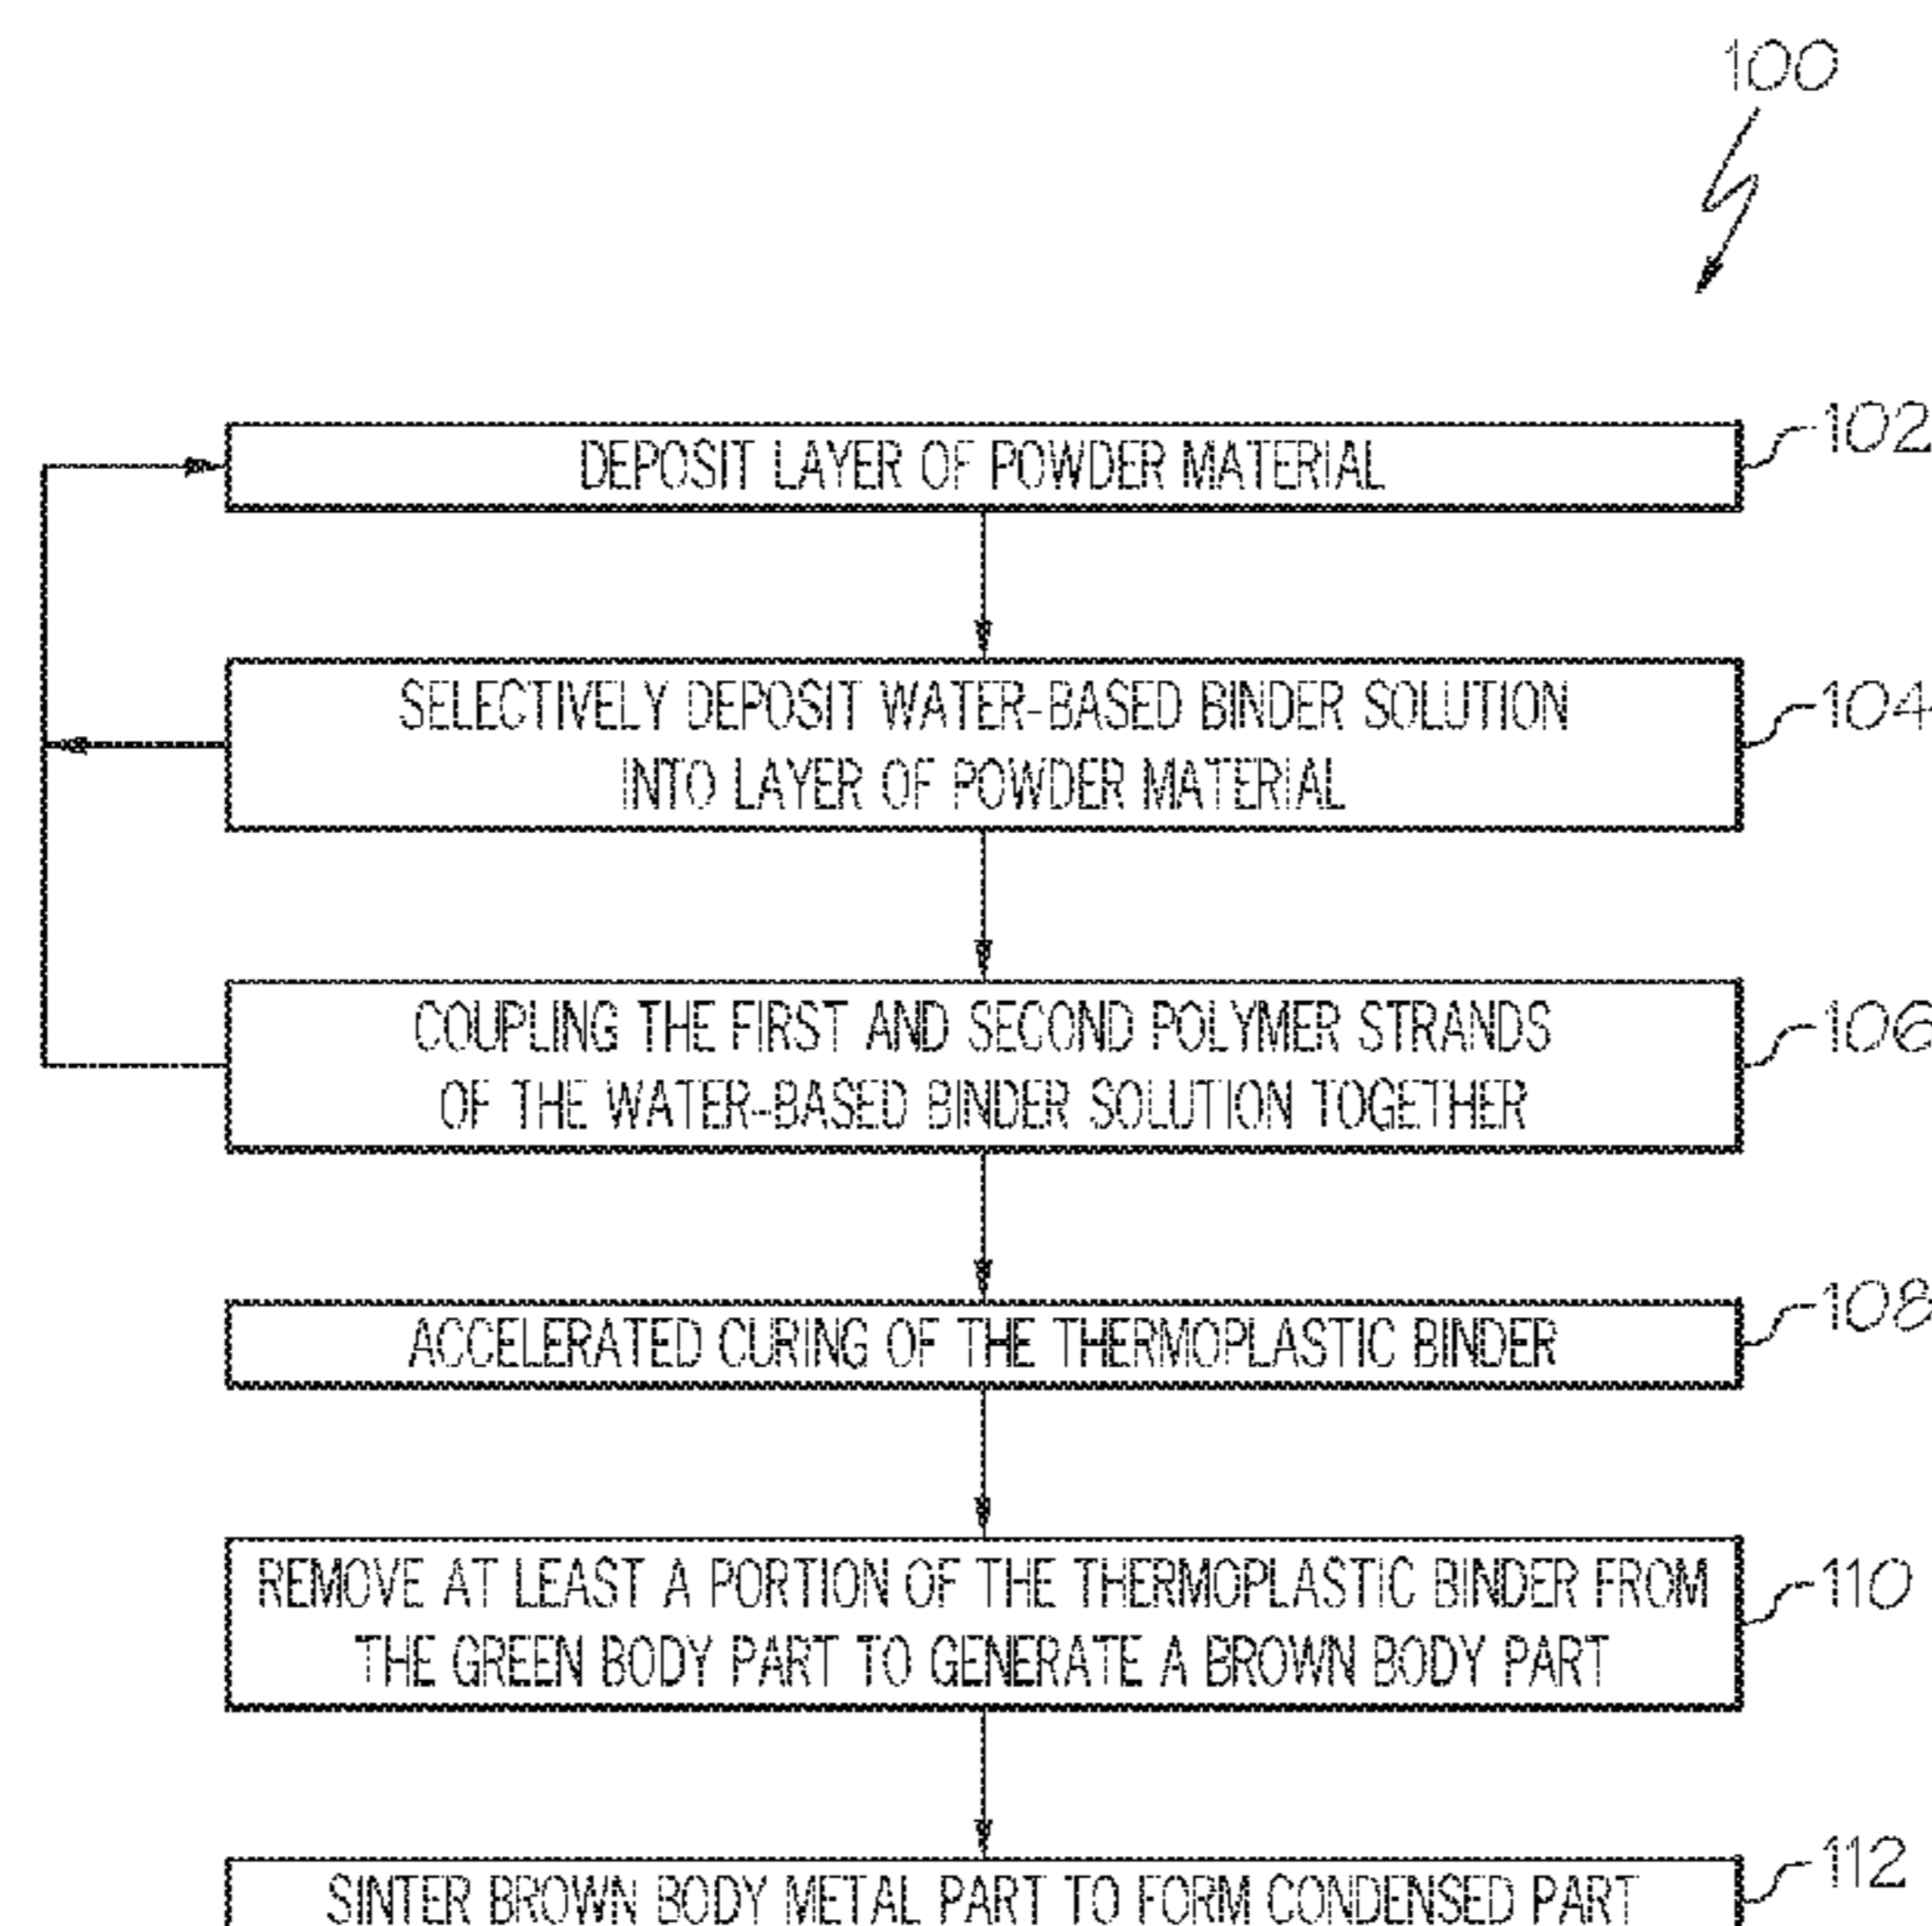 100
DEPOSIT LAYER OF POWDER MATERIAL
102
SELECTIVELY DEPOSIT WATER-BASED BINDER SOLUTION
INTO LAYER OF POWDER MATERIAL
104
COUPLING THE FIRST AND SECOND POLYMER STRANDS
OF THE WATER-BASED BINDER SOLUTION TOGETHER
106
ACCELERATED CURING OF THE THERMOPLASTIC BINDER
108
REMOVE AT LEAST A PORTION OF THE THERMOPLASTIC BINDER FROM
THE GREEN BODY PART TO GENERATE A BROWN BODY PART
110
SINTER BROWN BODY METAL PART TO FORM CONDENSED PART
112